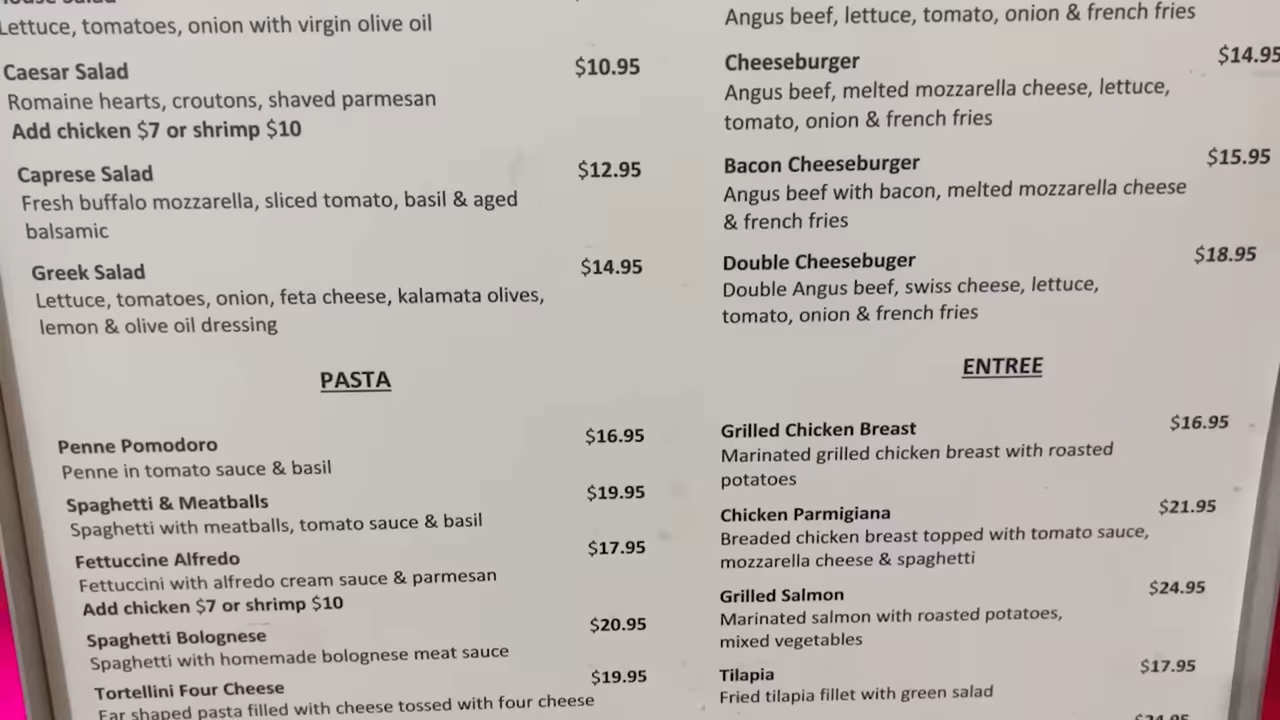 House Salad
Lettuce, tomatoes, onion with virgin olive oil
Caesar Salad $10.95
Romaine hearts, croutons, shaved parmesan
Add chicken $7 or shrimp $10
Caprese Salad $12.95
Fresh buffalo mozzarella, sliced tomato, basil & aged
balsamic
Greek Salad $14.95
Lettuce, tomatoes, onion, feta cheese, kalamata olives,
lemon & olive oil dressing
PASTA
Penne Pomodoro $16.95
Penne in tomato sauce & basil
Spaghetti & Meatballs $19.95
Spaghetti with meatballs, tomato sauce & basil
Fettuccine Alfredo $17.95
Fettuccini with alfredo cream sauce & parmesan
Add chicken $7 or shrimp $10
Spaghetti Bolognese $20.95
Spaghetti with homemade bolognese meat sauce
Tortellini Four Cheese $19.95
Ear shaped pasta filled with cheese tossed with four cheese
Angus beef, lettuce, tomato, onion & french fries
Cheeseburger $14.95
Angus beef, melted mozzarella cheese, lettuce,
tomato, onion & french fries
Bacon Cheeseburger $15.95
Angus beef with bacon, melted mozzarella cheese
& french fries
Double Cheesebuger $18.95
Double Angus beef, swiss cheese, lettuce,
tomato, onion & french fries
ENTREE
Grilled Chicken Breast $16.95
Marinated grilled chicken breast with roasted
potatoes
Chicken Parmigiana $21.95
Breaded chicken breast topped with tomato sauce,
mozzarella cheese & spaghetti
Grilled Salmon $24.95
Marinated salmon with roasted potatoes,
mixed vegetables
Tilapia $17.95
Fried tilapia fillet with green salad